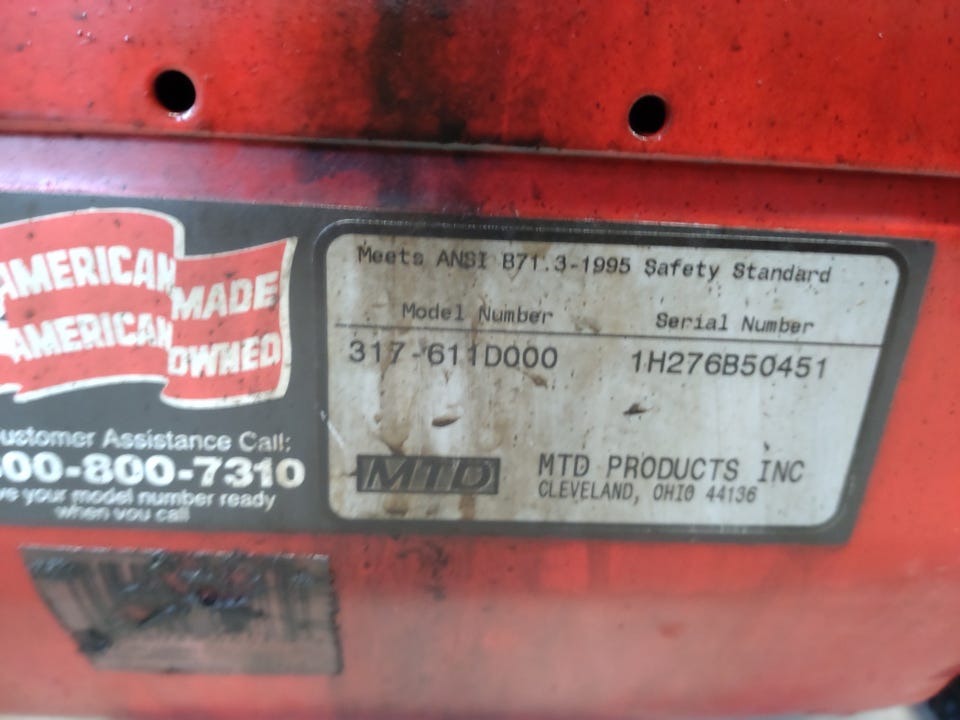 AMERICAN MADE
AMERICAN OWNED
ustomer Assistance Call:
00-800-7310
ve your model number ready
when you call
Meets ANSI B71.3-1995 Safety Standard
Model Number Serial Number
317-611D000 1H276B50451
MTD MTD PRODUCTS INC
CLEVELAND, OHIO 44136